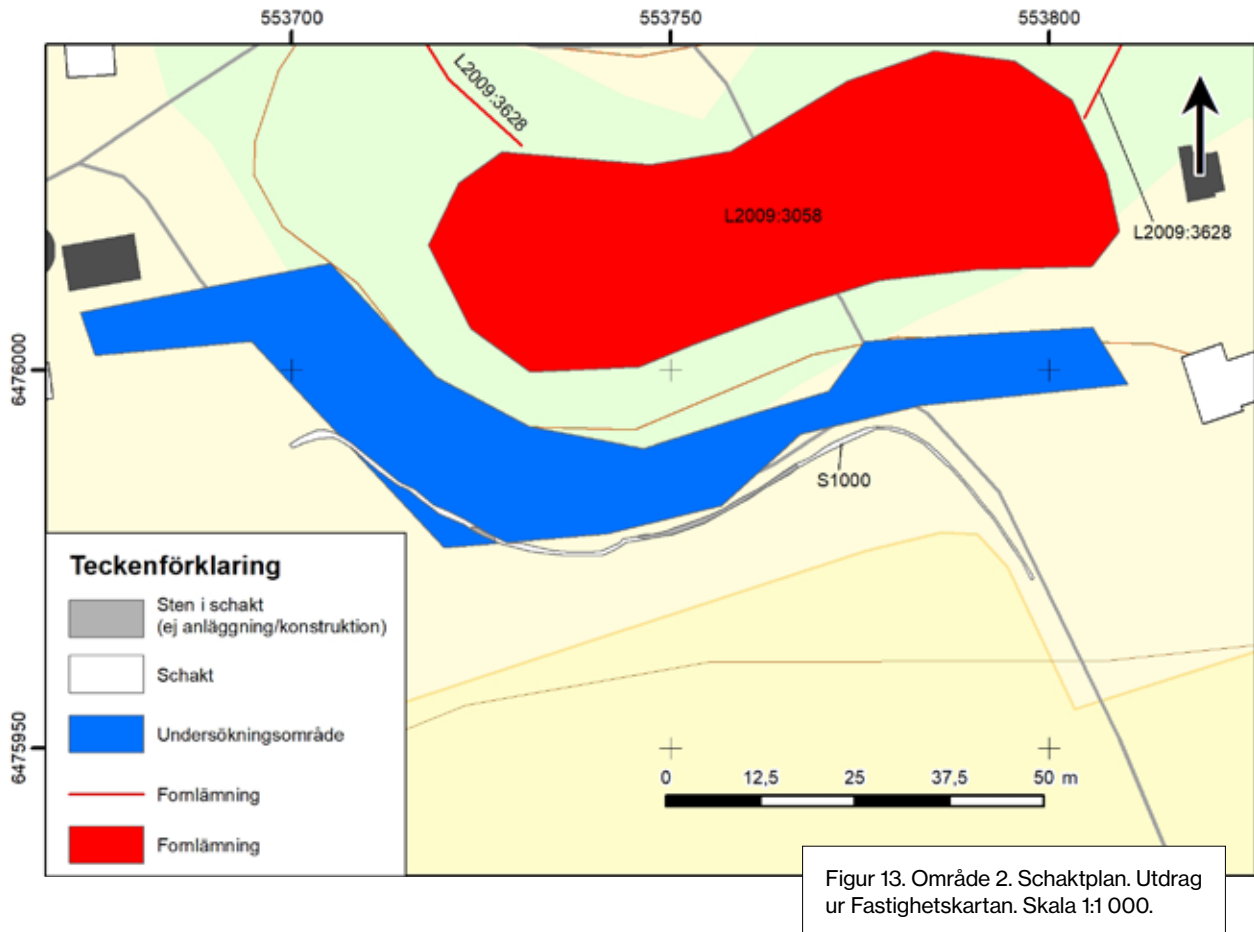 553700
553750
553800
L2009:3628
L2009:3058
L2009:3628
6476000
S1000
Teckenförklaring
Sten i schakt
(ej anläggning/konstruktion)
Schakt
Undersökningsområde
Fornlämning
Fornlämning
6475950
0 12,5 25 37,5 50 m
Figur 13. Område 2. Schaktplan. Utdrag
ur Fastighetskartan. Skala 1:1 000.